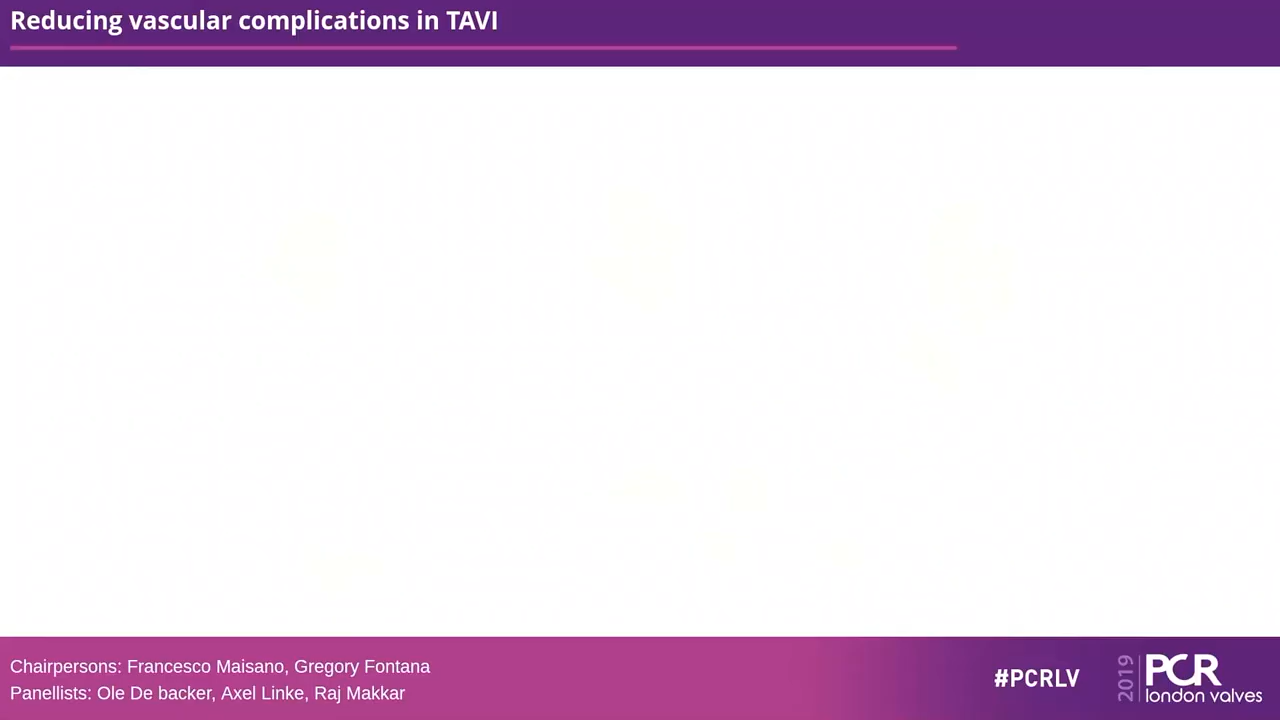 Reducing vascular complications in TAVI
Chairpersons: Francesco Maisano, Gregory Fontana
Panellists: Ole De backer, Axel Linke, Raj Makkar
#PCRLV
2019
PCR
london valves